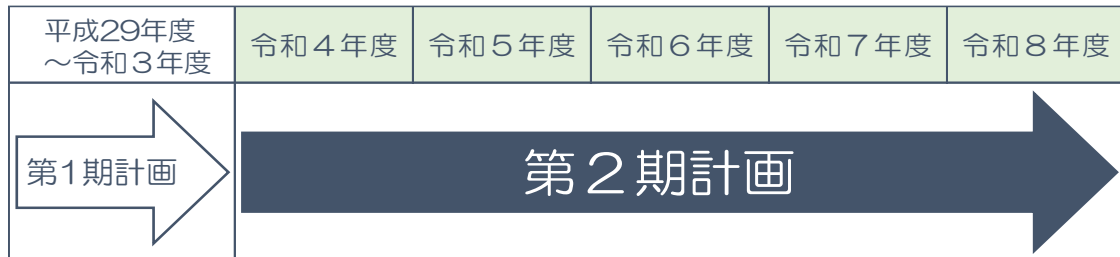 平成29年度
～令和３年度
令和４年度
令和５年度
令和６年度
令和７年度
令和８年度
第1期計画
第２期計画